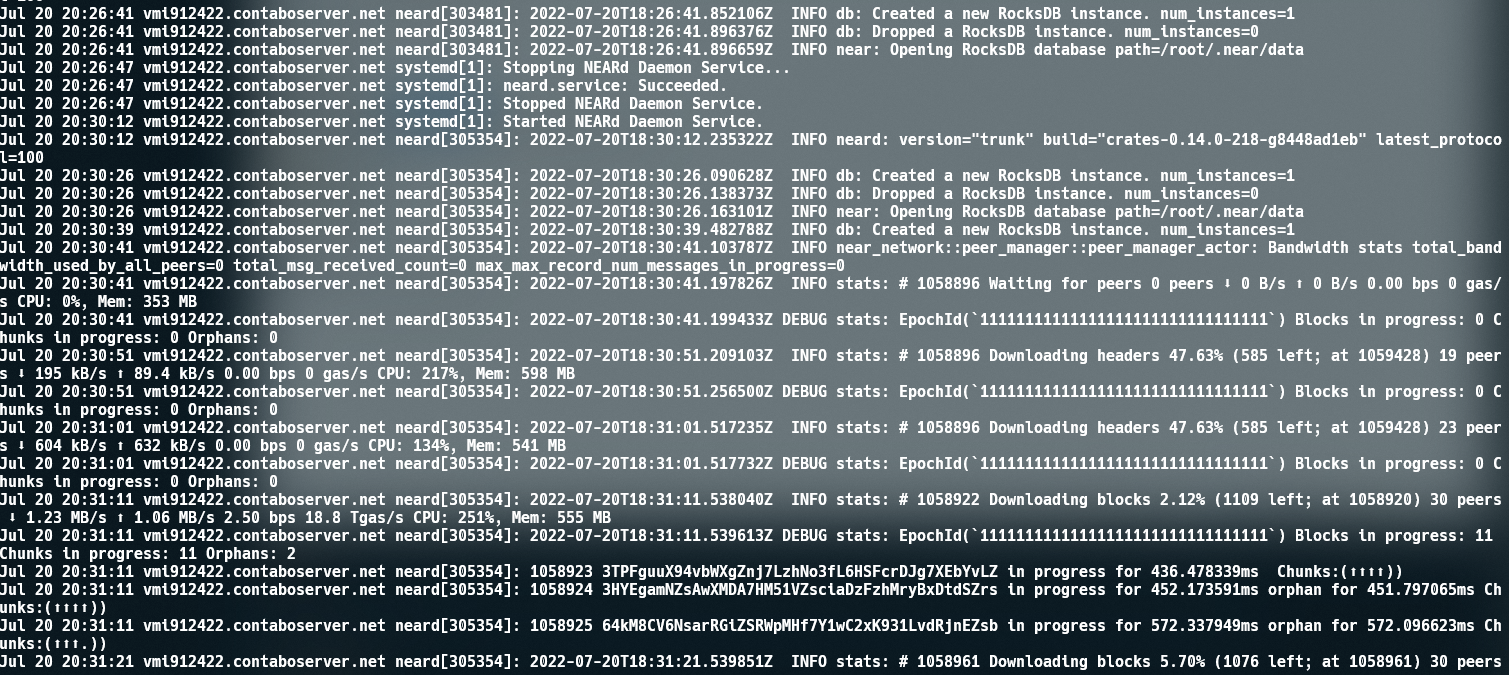 Jul 20 20:26:41 vmi912422.contaboserver.net neard[303481]: 2022-07-20T18:26:41.852106Z  INFO db: Created a new RocksDB instance. num_instances=1
Jul 20 20:26:41 vmi912422.contaboserver.net neard[303481]: 2022-07-20T18:26:41.896376Z  INFO db: Dropped a RocksDB instance. num_instances=0
Jul 20 20:26:41 vmi912422.contaboserver.net neard[303481]: 2022-07-20T18:26:41.896659Z  INFO near: Opening RocksDB database path=/root/.near/data
Jul 20 20:26:47 vmi912422.contaboserver.net systemd[1]: Stopping NEARd Daemon Service...
Jul 20 20:26:47 vmi912422.contaboserver.net systemd[1]: neard.service: Succeeded.
Jul 20 20:26:47 vmi912422.contaboserver.net systemd[1]: Stopped NEARd Daemon Service.
Jul 20 20:30:12 vmi912422.contaboserver.net systemd[1]: Started NEARd Daemon Service.
Jul 20 20:30:12 vmi912422.contaboserver.net neard[305354]: 2022-07-20T18:30:12.235322Z  INFO neard: version="trunk" build="crates-0.14.0-218-g8448ad1eb" latest_protoco
l=100
Jul 20 20:30:26 vmi912422.contaboserver.net neard[305354]: 2022-07-20T18:30:26.090628Z  INFO db: Created a new RocksDB instance. num_instances=1
Jul 20 20:30:26 vmi912422.contaboserver.net neard[305354]: 2022-07-20T18:30:26.138373Z  INFO db: Dropped a RocksDB instance. num_instances=0
Jul 20 20:30:26 vmi912422.contaboserver.net neard[305354]: 2022-07-20T18:30:26.163101Z  INFO near: Opening RocksDB database path=/root/.near/data
Jul 20 20:30:39 vmi912422.contaboserver.net neard[305354]: 2022-07-20T18:30:39.482788Z  INFO db: Created a new RocksDB instance. num_instances=1
Jul 20 20:30:41 vmi912422.contaboserver.net neard[305354]: 2022-07-20T18:30:41.103787Z  INFO near_network::peer_manager::peer_manager_actor: Bandwidth stats total_band
width_used_by_all_peers=0 total_msg_received_count=0 max_max_record_num_messages_in_progress=0
Jul 20 20:30:41 vmi912422.contaboserver.net neard[305354]: 2022-07-20T18:30:41.197826Z  INFO stats: # 1058896 Waiting for peers 0 peers ⬇ 0 B/s ⬆ 0 B/s 0.00 bps 0 gas/
s CPU: 0%, Mem: 353 MB
Jul 20 20:30:41 vmi912422.contaboserver.net neard[305354]: 2022-07-20T18:30:41.199433Z DEBUG stats: EpochId(`11111111111111111111111111111111`) Blocks in progress: 0 C
hunks in progress: 0 Orphans: 0
Jul 20 20:30:51 vmi912422.contaboserver.net neard[305354]: 2022-07-20T18:30:51.209103Z  INFO stats: # 1058896 Downloading headers 47.63% (585 left; at 1059428) 19 peer
s ⬇ 195 kB/s ⬆ 89.4 kB/s 0.00 bps 0 gas/s CPU: 217%, Mem: 598 MB
Jul 20 20:30:51 vmi912422.contaboserver.net neard[305354]: 2022-07-20T18:30:51.256500Z DEBUG stats: EpochId(`11111111111111111111111111111111`) Blocks in progress: 0 C
hunks in progress: 0 Orphans: 0
Jul 20 20:31:01 vmi912422.contaboserver.net neard[305354]: 2022-07-20T18:31:01.517235Z  INFO stats: # 1058896 Downloading headers 47.63% (585 left; at 1059428) 23 peer
s ⬇ 604 kB/s ⬆ 632 kB/s 0.00 bps 0 gas/s CPU: 134%, Mem: 541 MB
Jul 20 20:31:01 vmi912422.contaboserver.net neard[305354]: 2022-07-20T18:31:01.517732Z DEBUG stats: EpochId(`11111111111111111111111111111111`) Blocks in progress: 0 C
hunks in progress: 0 Orphans: 0
Jul 20 20:31:11 vmi912422.contaboserver.net neard[305354]: 2022-07-20T18:31:11.538040Z  INFO stats: # 1058922 Downloading blocks 2.12% (1109 left; at 1058920) 30 peers
 ⬇ 1.23 MB/s ⬆ 1.06 MB/s 2.50 bps 18.8 Tgas/s CPU: 251%, Mem: 555 MB
Jul 20 20:31:11 vmi912422.contaboserver.net neard[305354]: 2022-07-20T18:31:11.539613Z DEBUG stats: EpochId(`11111111111111111111111111111111`) Blocks in progress: 11
Chunks in progress: 11 Orphans: 2
Jul 20 20:31:11 vmi912422.contaboserver.net neard[305354]: 1058923 3TPFguuX94vbWXgZnj7LzhNo3fL6HSFcrDJg7XEbYvLZ in progress for 436.478339ms  Chunks:(⬆⬆⬆⬆))
Jul 20 20:31:11 vmi912422.contaboserver.net neard[305354]: 1058924 3HYEgamNZsAwXMDA7HM51VZsciaDzFzhMryBxDtdSZrs in progress for 452.173591ms orphan for 451.797065ms Ch
unks:(⬆⬆⬆⬆))
Jul 20 20:31:11 vmi912422.contaboserver.net neard[305354]: 1058925 64kM8CV6NsarRGiZSRWpMHf7Y1wC2xK931LvdRjnEZsb in progress for 572.337949ms orphan for 572.096623ms Ch
unks:(⬆⬆⬆.))
Jul 20 20:31:21 vmi912422.contaboserver.net neard[305354]: 2022-07-20T18:31:21.539851Z  INFO stats: # 1058961 Downloading blocks 5.70% (1076 left; at 1058961) 30 peers